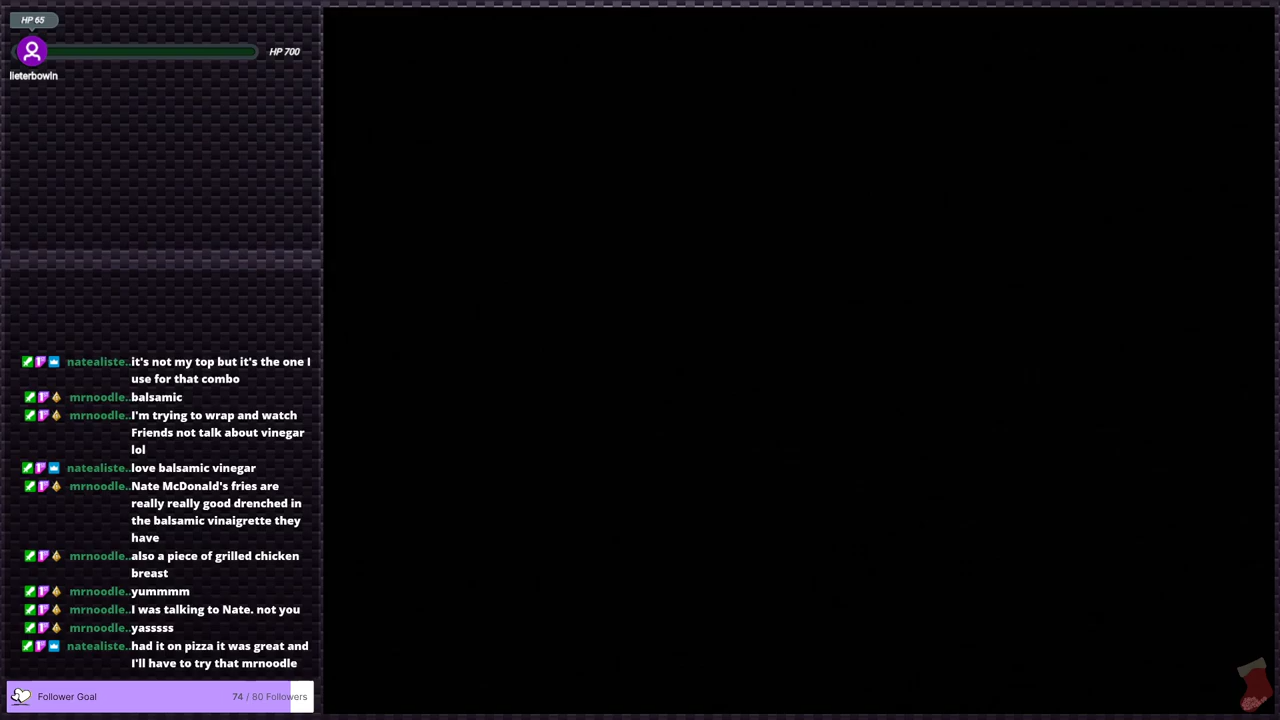 HP 65
HP 700
lieterbowln
natealiste.. it's not my top but it's the one I
use for that combo
mrnoodle.. balsamic
mrnoodle.. I'm trying to wrap and watch
Friends not talk about vinegar
lol
natealiste.. love balsamic vinegar
mrnoodle.. Nate McDonald's fries are
really really good drenched in
the balsamic vinaigrette they
have
mrnoodle.. also a piece of grilled chicken
breast
mrnoodle.. yummmm
mrnoodle.. I was talking to Nate. not you
mrnoodle.. yasssss
natealiste.. had it on pizza it was great and
I'll have to try that mrnoodle
Follower Goal 74 / 80 Followers